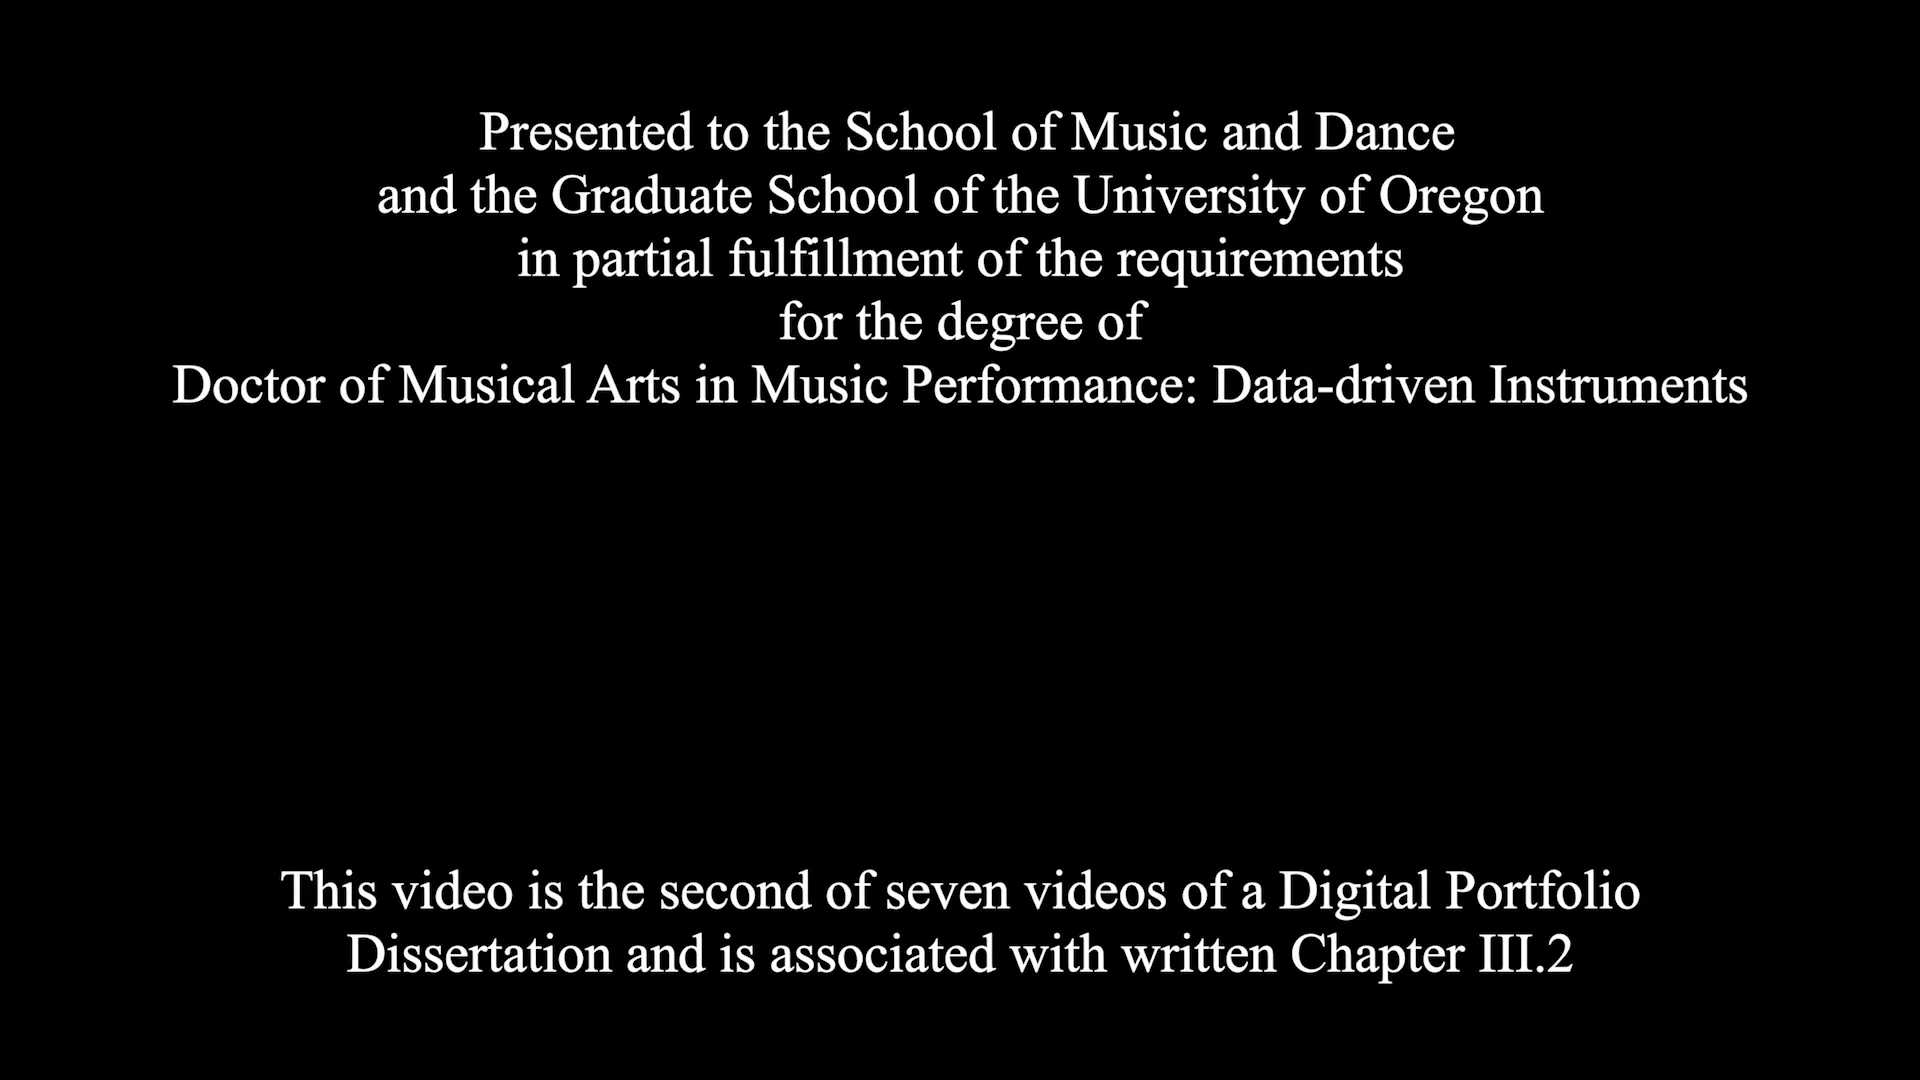 Presented to the School of Music and Dance
and the Graduate School of the University of Oregon
in partial fulfillment of the requirements
for the degree of
Doctor of Musical Arts in Music Performance: Data-driven Instruments
This video is the second of seven videos of a Digital Portfolio
Dissertation and is associated with written Chapter III.2